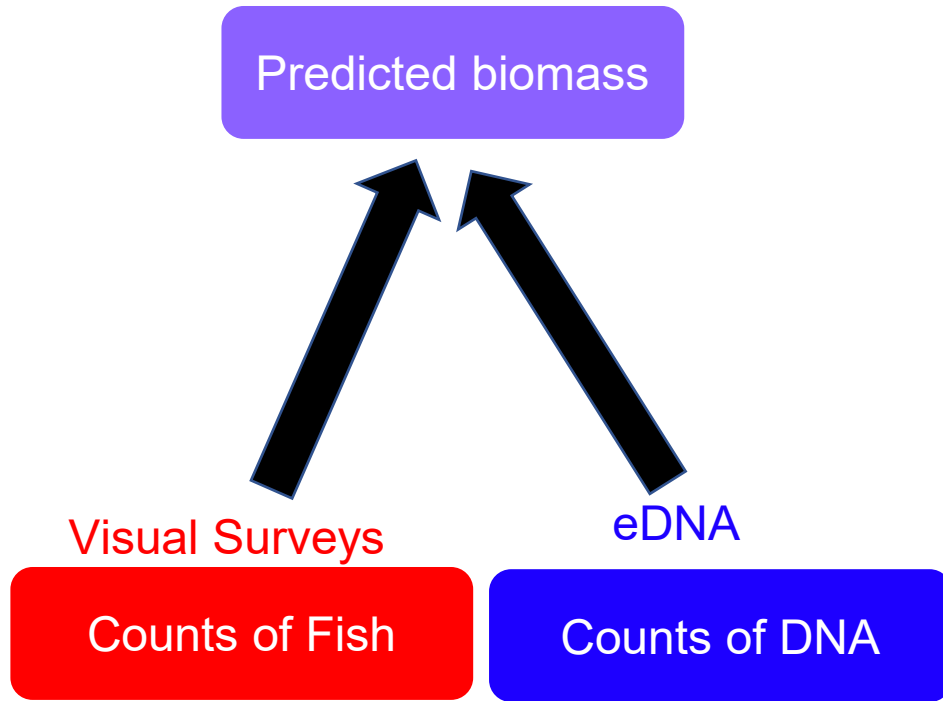 Predicted biomass
Visual Surveys
eDNA
Counts of Fish
Counts of DNA